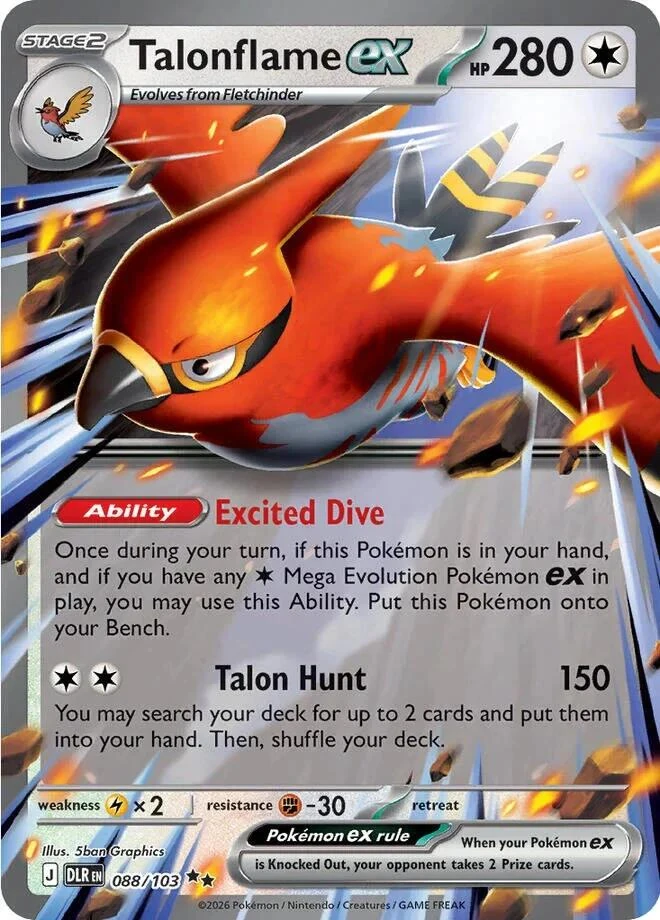 STAGE2
Talonflame ex
HP 280
Evolves from Fletchinder
Ability Excited Dive
Once during your turn, if this Pokémon is in your hand,
and if you have any Mega Evolution Pokémon ex in
play, you may use this Ability. Put this Pokémon onto
your Bench.
Talon Hunt 150
You may search your deck for up to 2 cards and put them
into your hand. Then, shuffle your deck.
weakness ×2 resistance -30 retreat
Pokémon ex rule When your Pokémon ex
is Knocked Out, your opponent takes 2 Prize cards.
Illus. 5ban Graphics
J DLR EN 088/103
©2026 Pokémon / Nintendo / Creatures / GAME FREAK